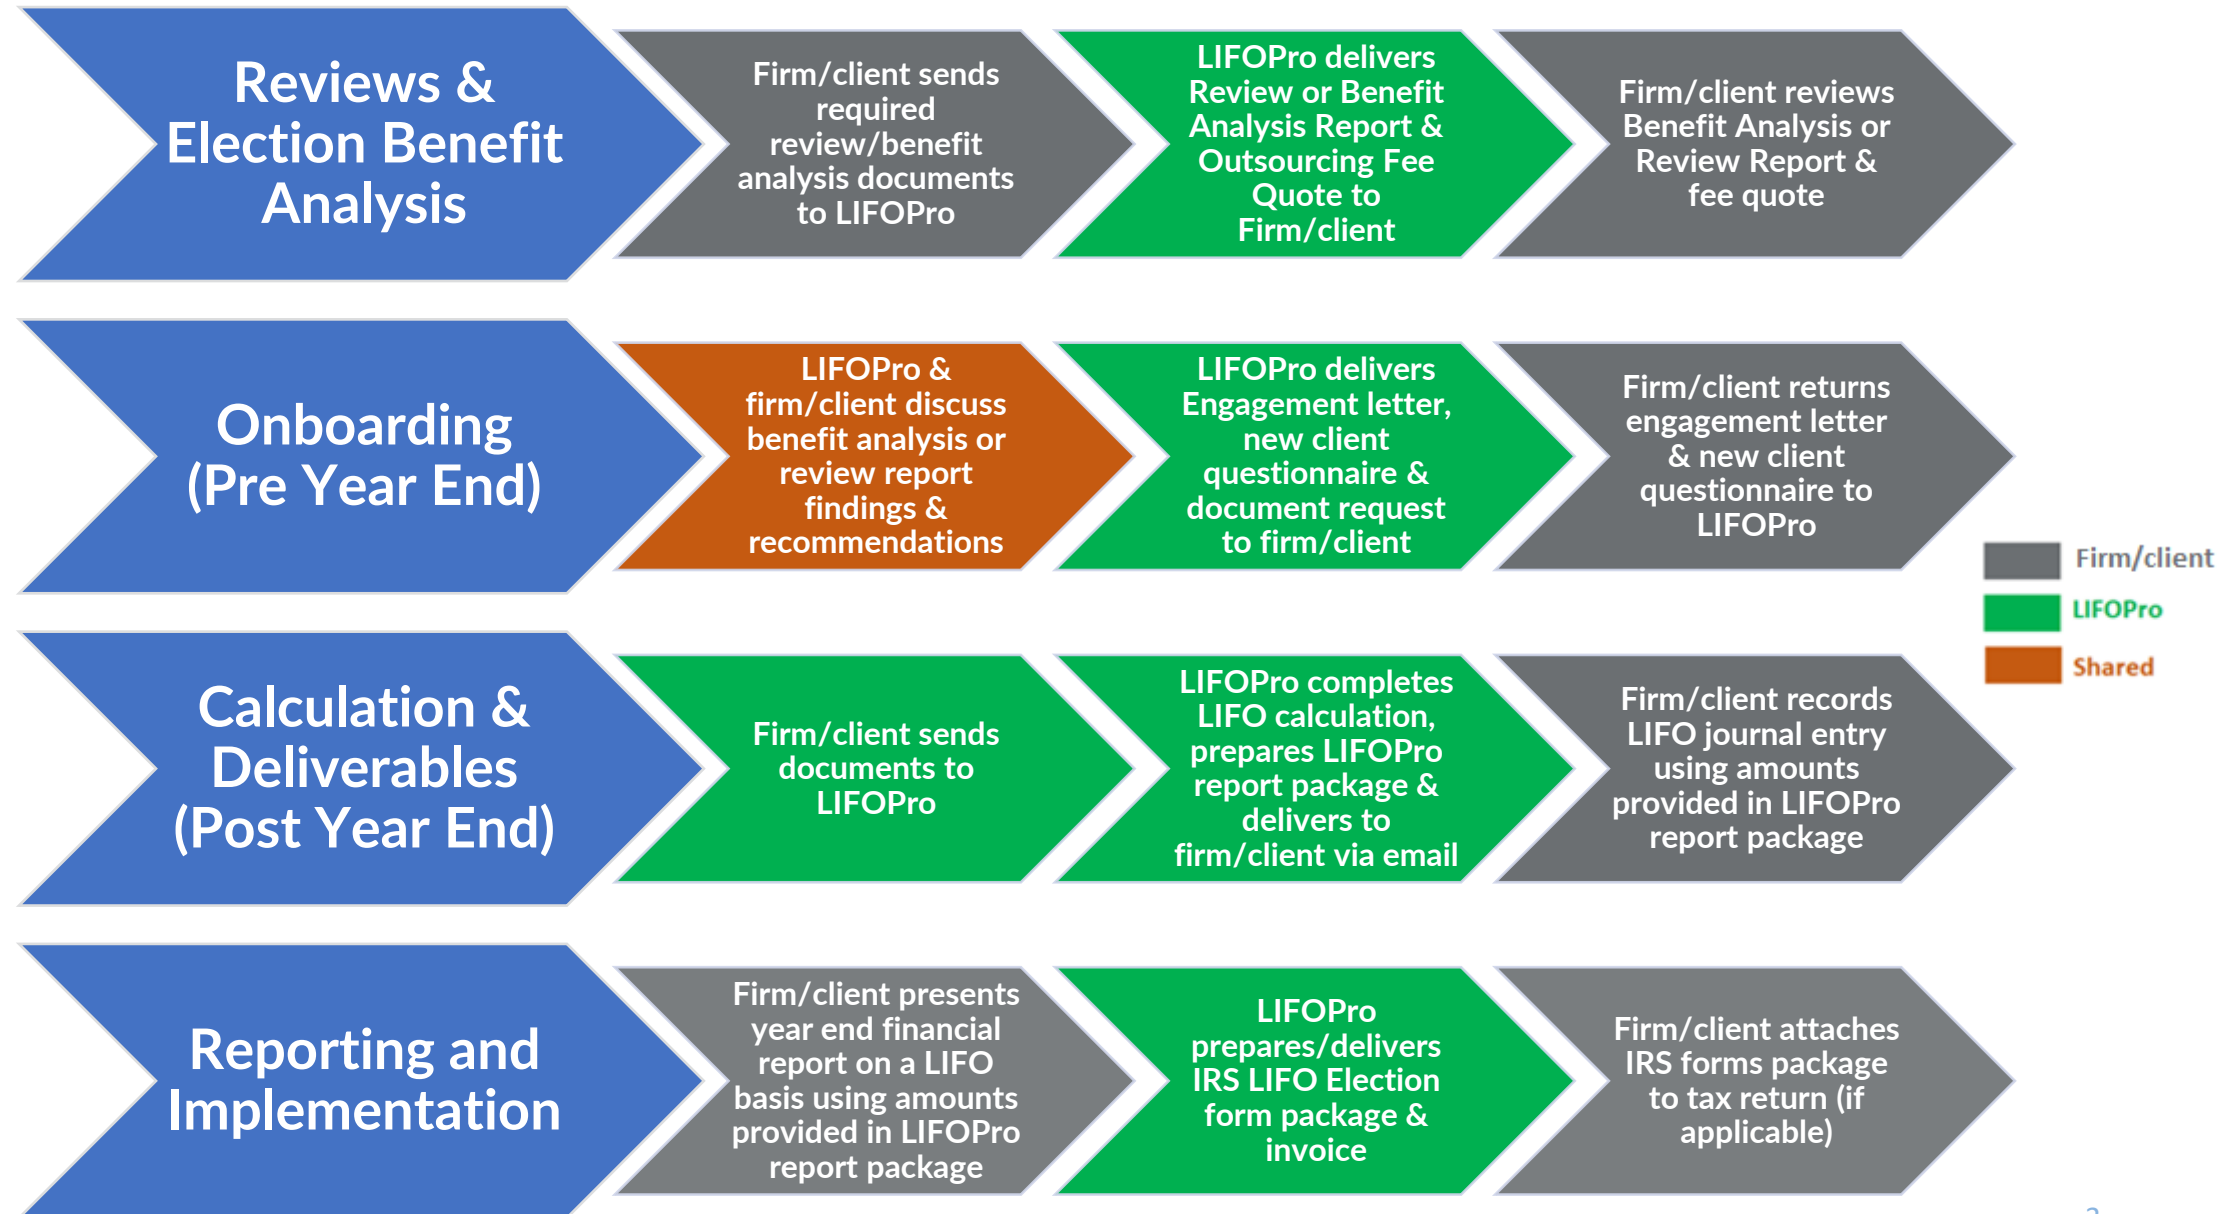 Reviews &
Election Benefit
Analysis
Firm/client sends
required
review/benefit
analysis documents
to LIFOPro
LIFOPro delivers
Review or Benefit
Analysis Report &
Outsourcing Fee
Quote to
Firm/client
Firm/client reviews
Benefit Analysis or
Review Report &
fee quote
Onboarding
(Pre Year End)
LIFOPro &
firm/client discuss
benefit analysis or
review report
findings &
recommendations
LIFOPro delivers
Engagement letter,
new client
questionnaire &
document request
to firm/client
Firm/client returns
engagement letter
& new client
questionnaire to
LIFOPro
Firm/client
LIFOPro
Shared
Calculation &
Deliverables
(Post Year End)
Firm/client sends
documents to
LIFOPro
LIFOPro completes
LIFO calculation,
prepares LIFOPro
report package &
delivers to
firm/client via email
Firm/client records
LIFO journal entry
using amounts
provided in LIFOPro
report package
Reporting and
Implementation
Firm/client presents
year end financial
report on a LIFO
basis using amounts
provided in LIFOPro
report package
LIFOPro
prepares/delivers
IRS LIFO Election
form package &
invoice
Firm/client attaches
IRS forms package
to tax return (if
applicable)